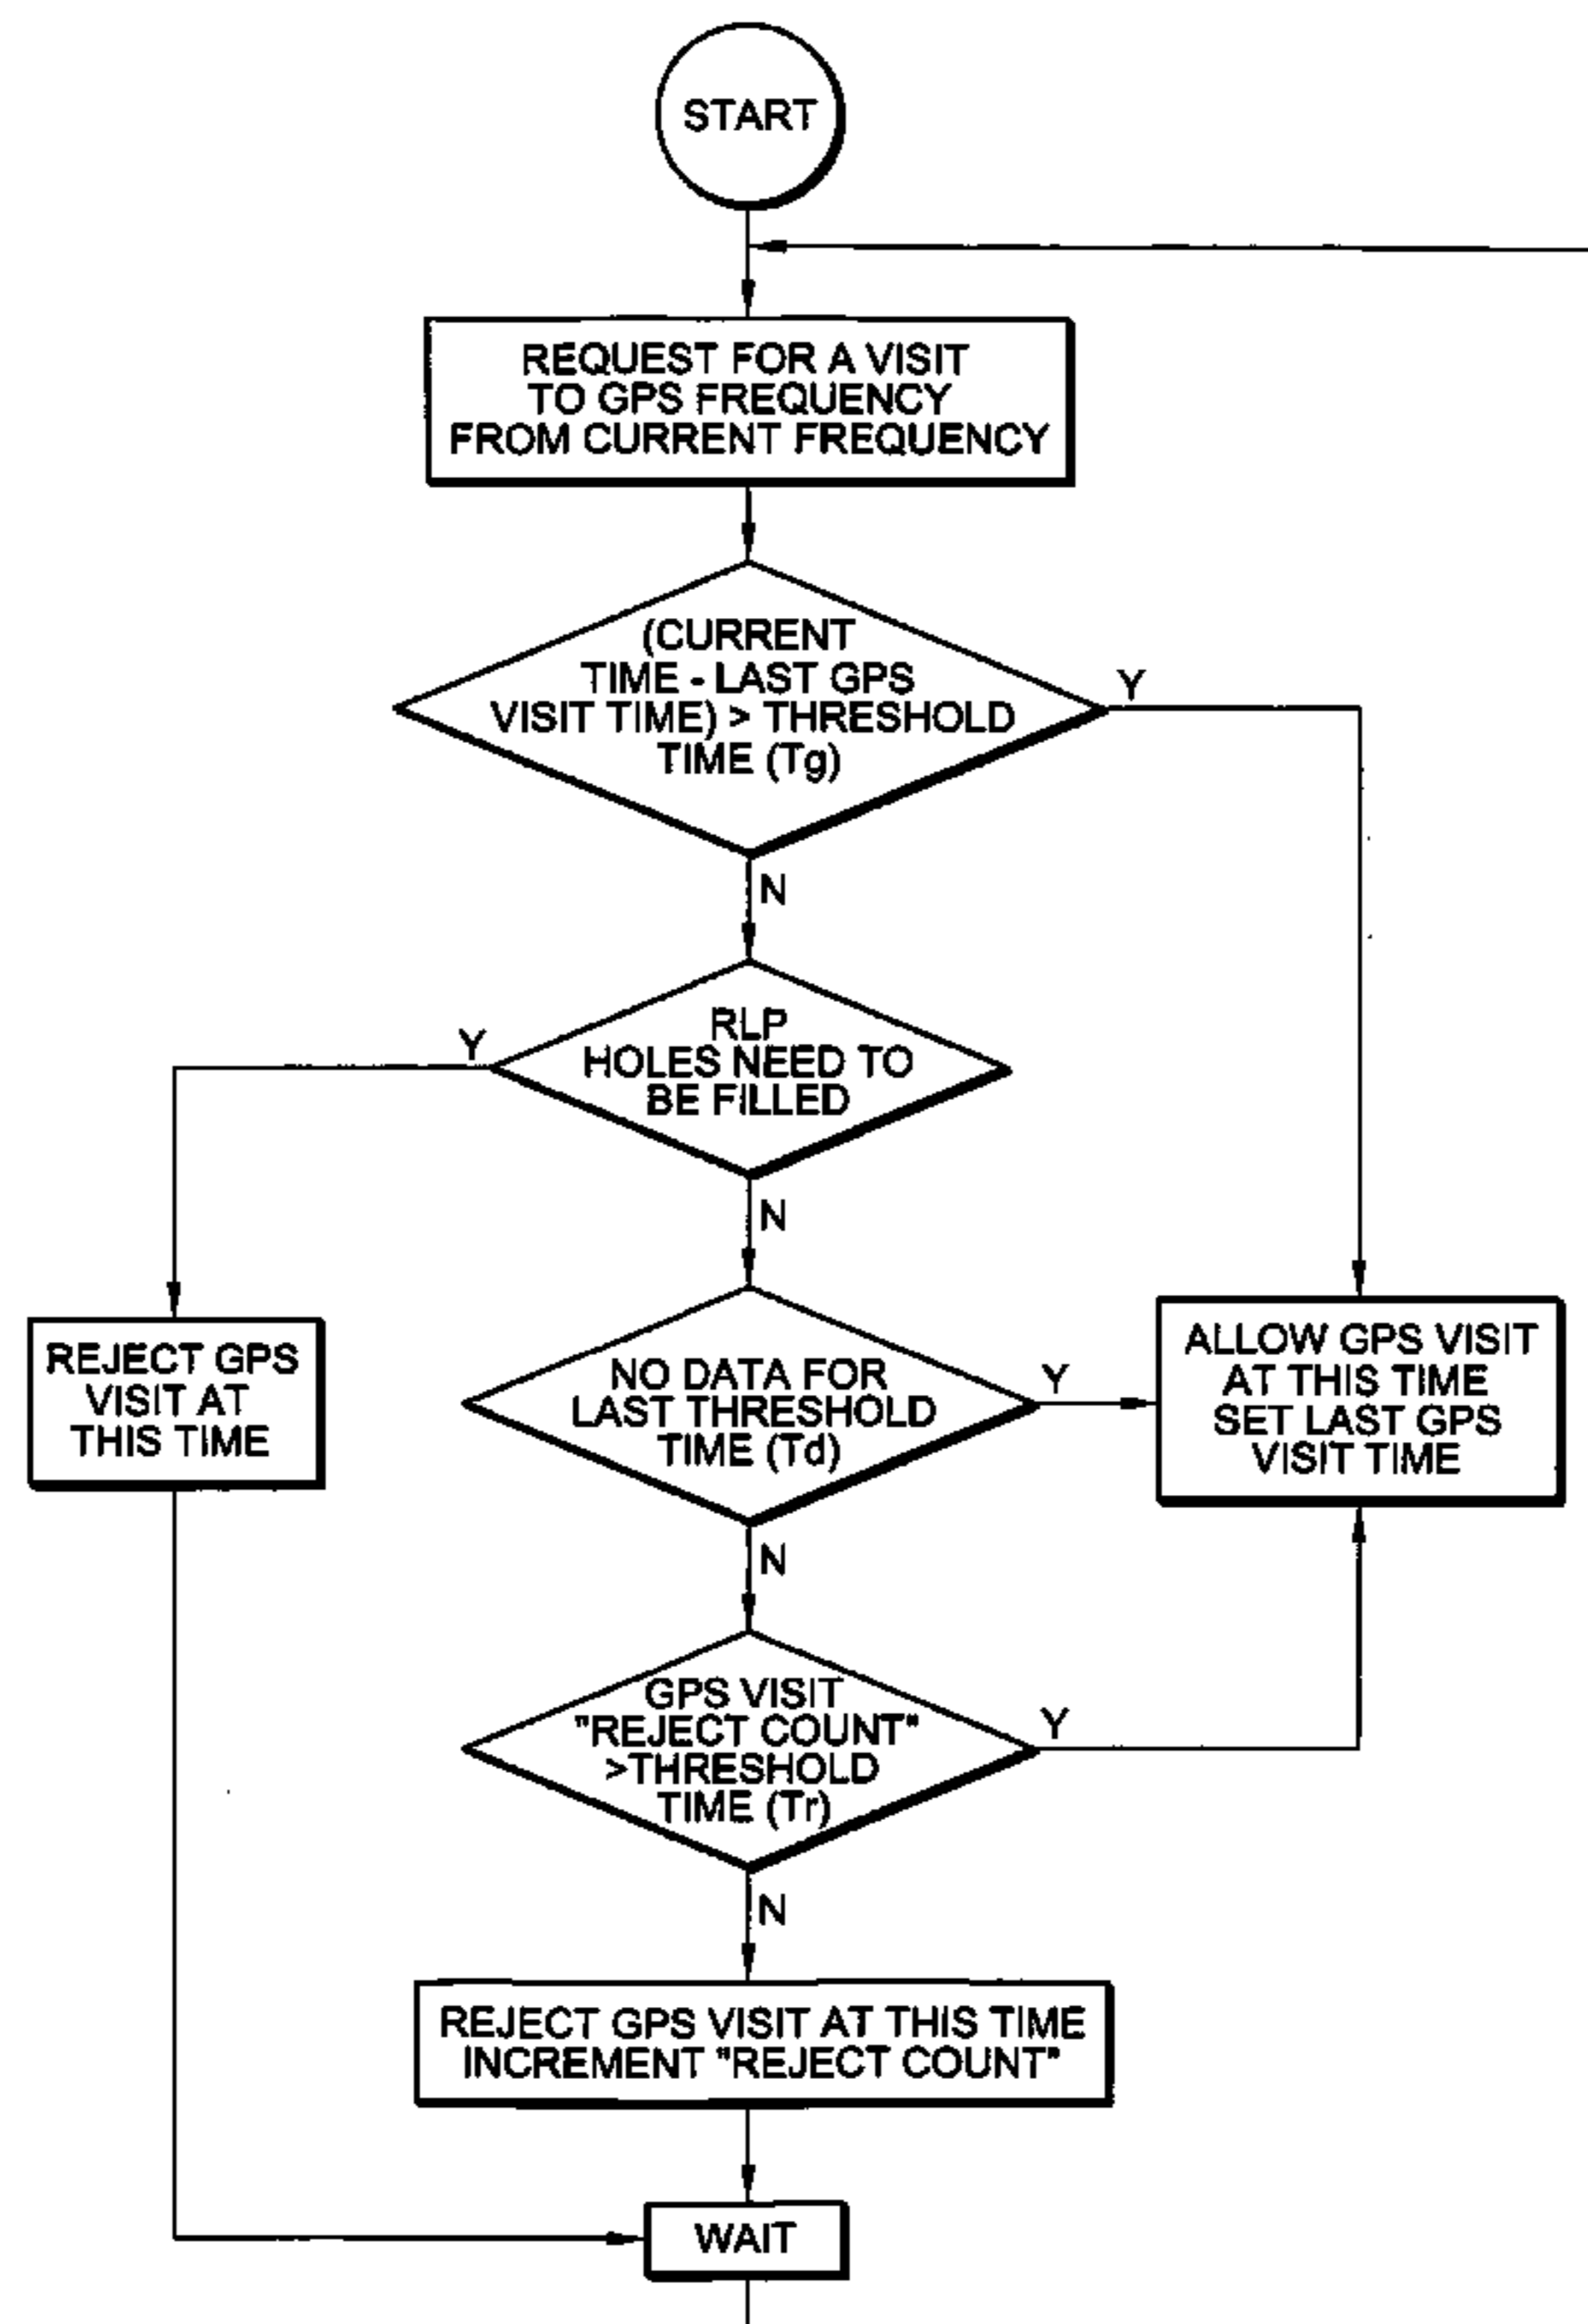 START
REQUEST FOR A VISIT
TO GPS FREQUENCY
FROM CURRENT FREQUENCY
(CURRENT
TIME - LAST GPS
VISIT TIME) > THRESHOLD
TIME (Tg)
Y
N
RLP
HOLES NEED TO
BE FILLED
Y
N
REJECT GPS
VISIT AT
THIS TIME
NO DATA FOR
LAST THRESHOLD
TIME (Td)
Y
N
ALLOW GPS VISIT
AT THIS TIME
SET LAST GPS
VISIT TIME
GPS VISIT
"REJECT COUNT"
>THRESHOLD
TIME (Tr)
Y
N
REJECT GPS VISIT AT THIS TIME
INCREMENT "REJECT COUNT"
WAIT